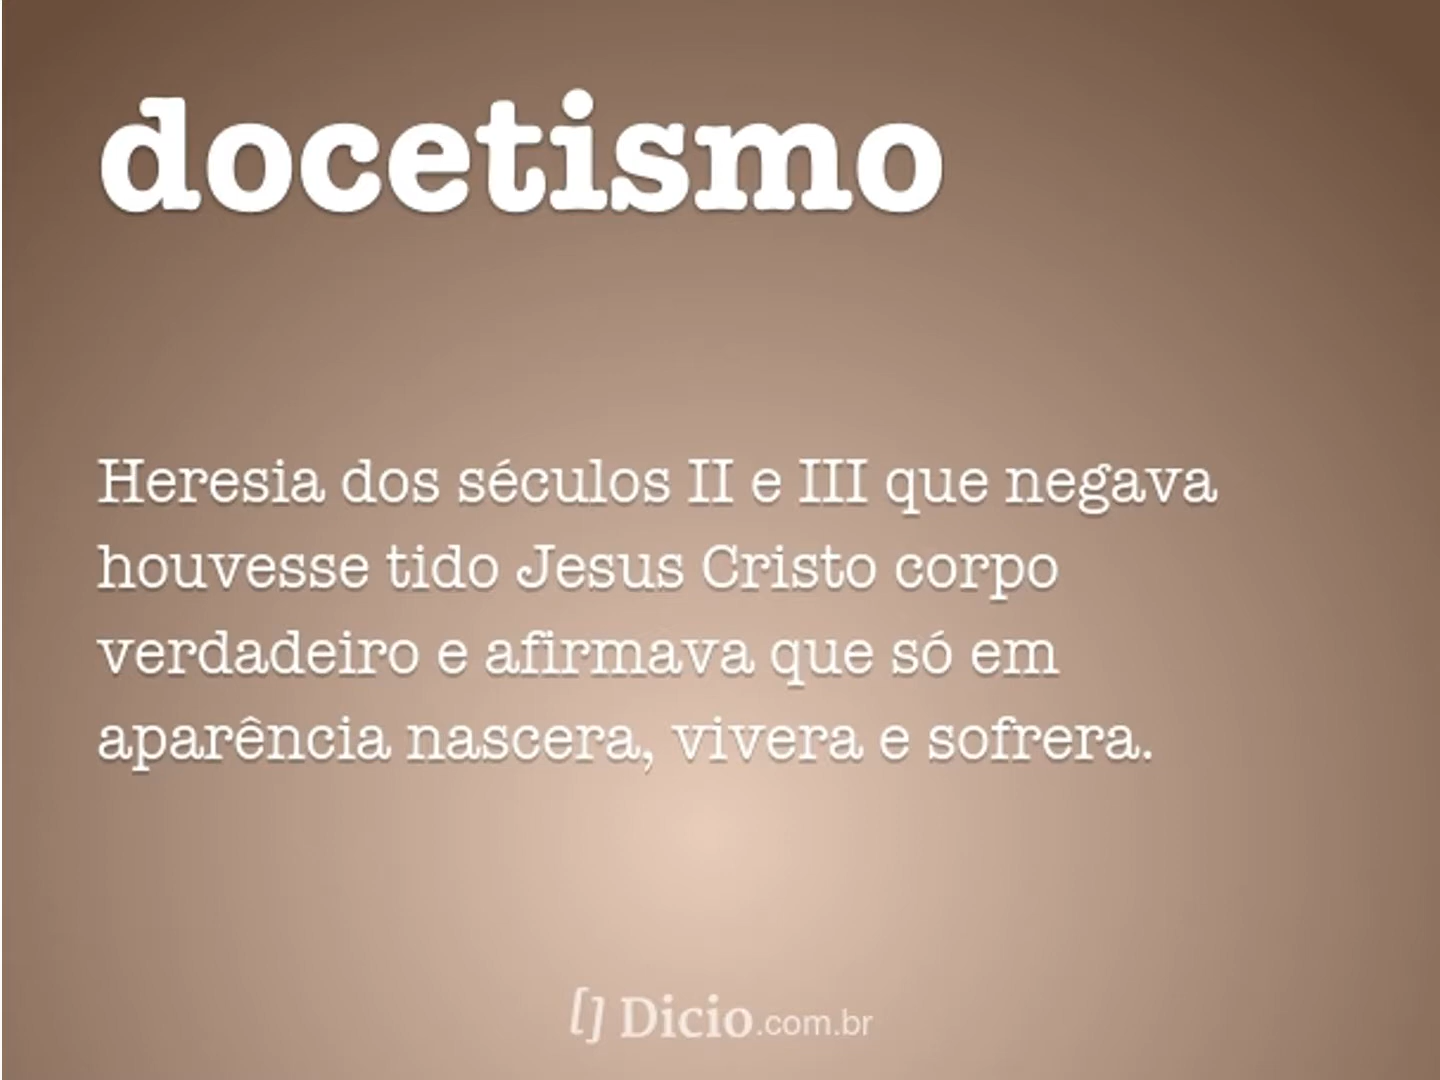 docetismo
Heresia dos séculos II e III que negava
houvesse tido Jesus Cristo corpo
verdadeiro e afirmava que só em
aparência nascera, vivera e sofrera.
[] Dicio.com.br